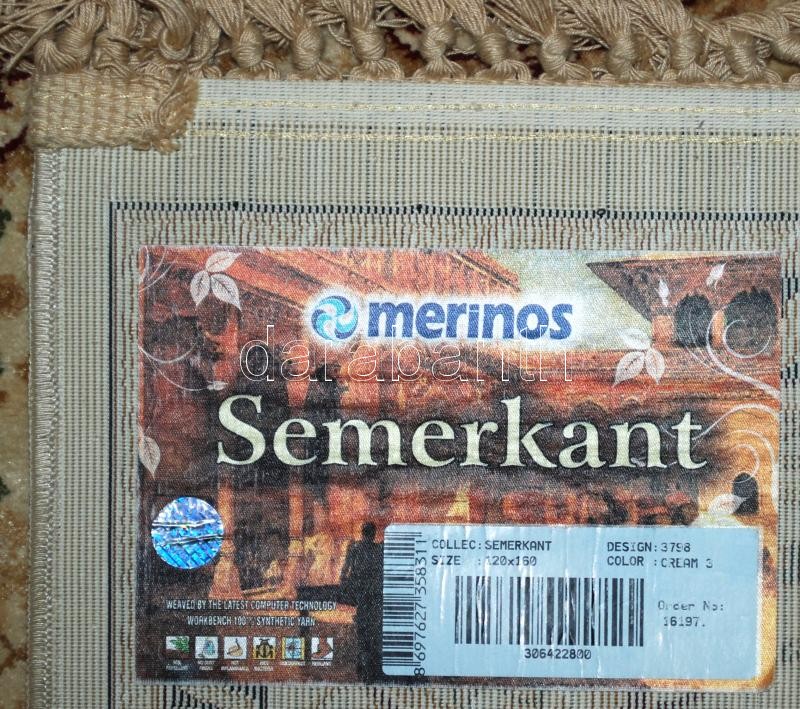 merinos
darabanth
Semerkant
COLLEC:SEMERKANT DESIGN:3798
SIZE :120x160 COLOR :CREAM 3
8697627358311
Order No:
16197.
306422800
WEAVED BY THE LATEST COMPUTER TECHNOLOGY
WORKBENCH 100% SYNTHETIC YARN